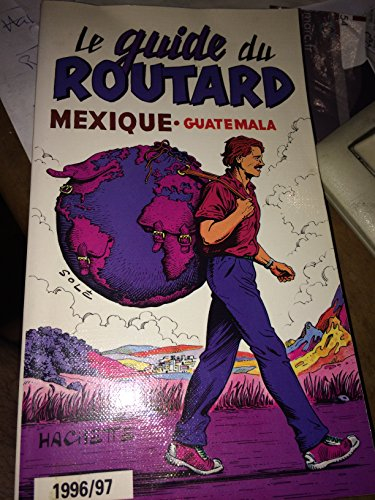 Le guide du
ROUTARD
MEXIQUE · GUATEMALA
SOLÉ
HACHETTE
1996/97